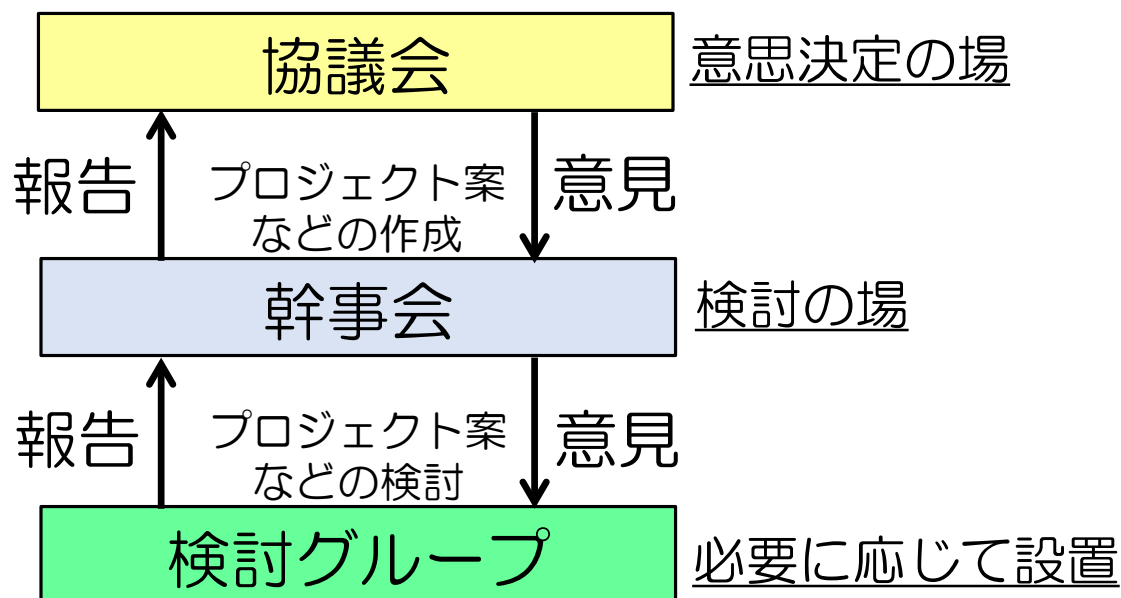 協議会
意思決定の場
報告
プロジェクト案
などの作成
意見
幹事会
検討の場
報告
プロジェクト案
などの検討
意見
検討グループ
必要に応じて設置